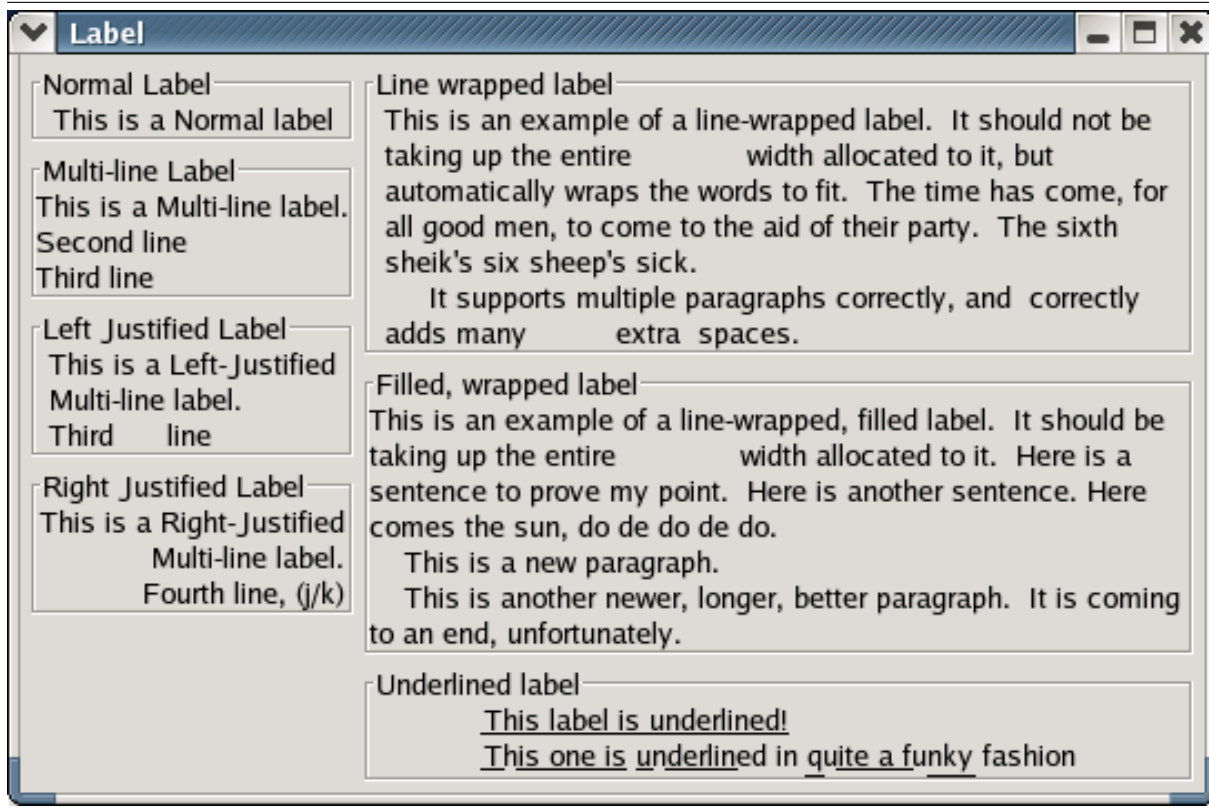 Label
Normal Label
This is a Normal label
Multi-line Label
This is a Multi-line label.
Second line
Third line
Left Justified Label
This is a Left-Justified
Multi-line label.
Third      line
Right Justified Label
This is a Right-Justified
Multi-line label.
Fourth line, (j/k)
Line wrapped label
This is an example of a line-wrapped label.  It should not be
taking up the entire             width allocated to it, but
automatically wraps the words to fit.  The time has come, for
all good men, to come to the aid of their party.  The sixth
sheik's six sheep's sick.
     It supports multiple paragraphs correctly, and  correctly
adds many          extra  spaces.
Filled, wrapped label
This is an example of a line-wrapped, filled label.  It should be
taking up the entire              width allocated to it.  Here is a
sentence to prove my point.  Here is another sentence. Here
comes the sun, do de do de do.
    This is a new paragraph.
    This is another newer, longer, better paragraph.  It is coming
to an end, unfortunately.
Underlined label
This label is underlined!
This one is underlined in quite a funky fashion